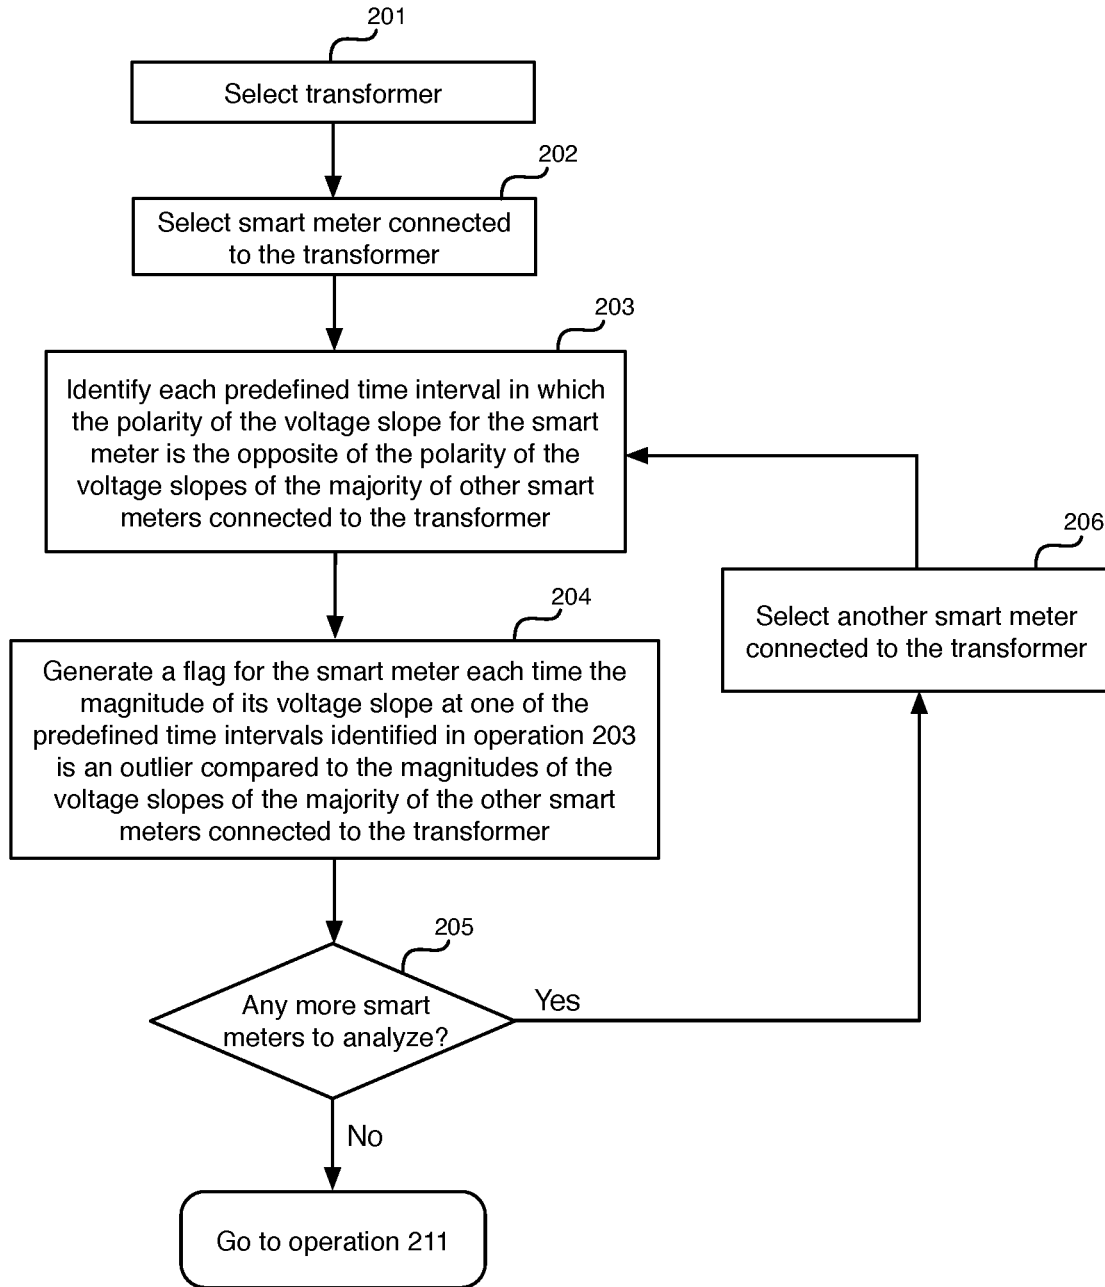 201
Select transformer
202
Select smart meter connected
to the transformer
203
Identify each predefined time interval in which
the polarity of the voltage slope for the smart
meter is the opposite of the polarity of the
voltage slopes of the majority of other smart
meters connected to the transformer
206
Select another smart meter
connected to the transformer
204
Generate a flag for the smart meter each time the
magnitude of its voltage slope at one of the
predefined time intervals identified in operation 203
is an outlier compared to the magnitudes of the
voltage slopes of the majority of the other smart
meters connected to the transformer
205
Any more smart
meters to analyze?
Yes
No
Go to operation 211